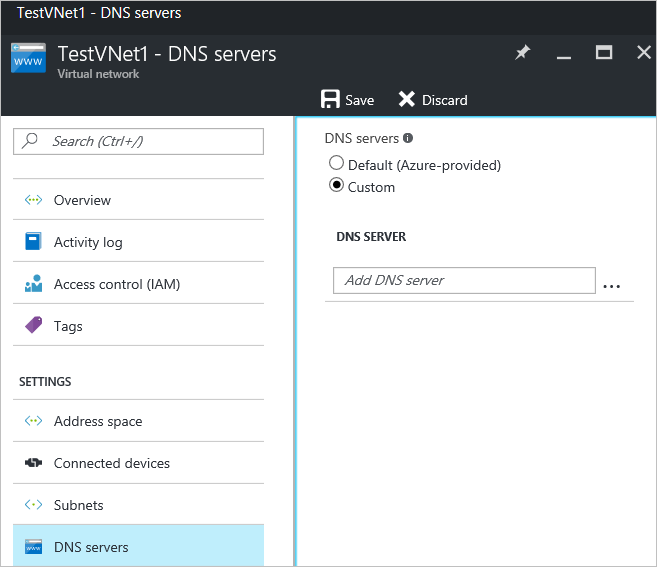 TestVNet1 - DNS servers
www
TestVNet1 - DNS servers
Virtual network
Save
Discard
Search (Ctrl+/)
Overview
Activity log
Access control (IAM)
Tags
SETTINGS
Address space
Connected devices
Subnets
www
DNS servers
DNS servers
Default (Azure-provided)
Custom
DNS SERVER
Add DNS server
...